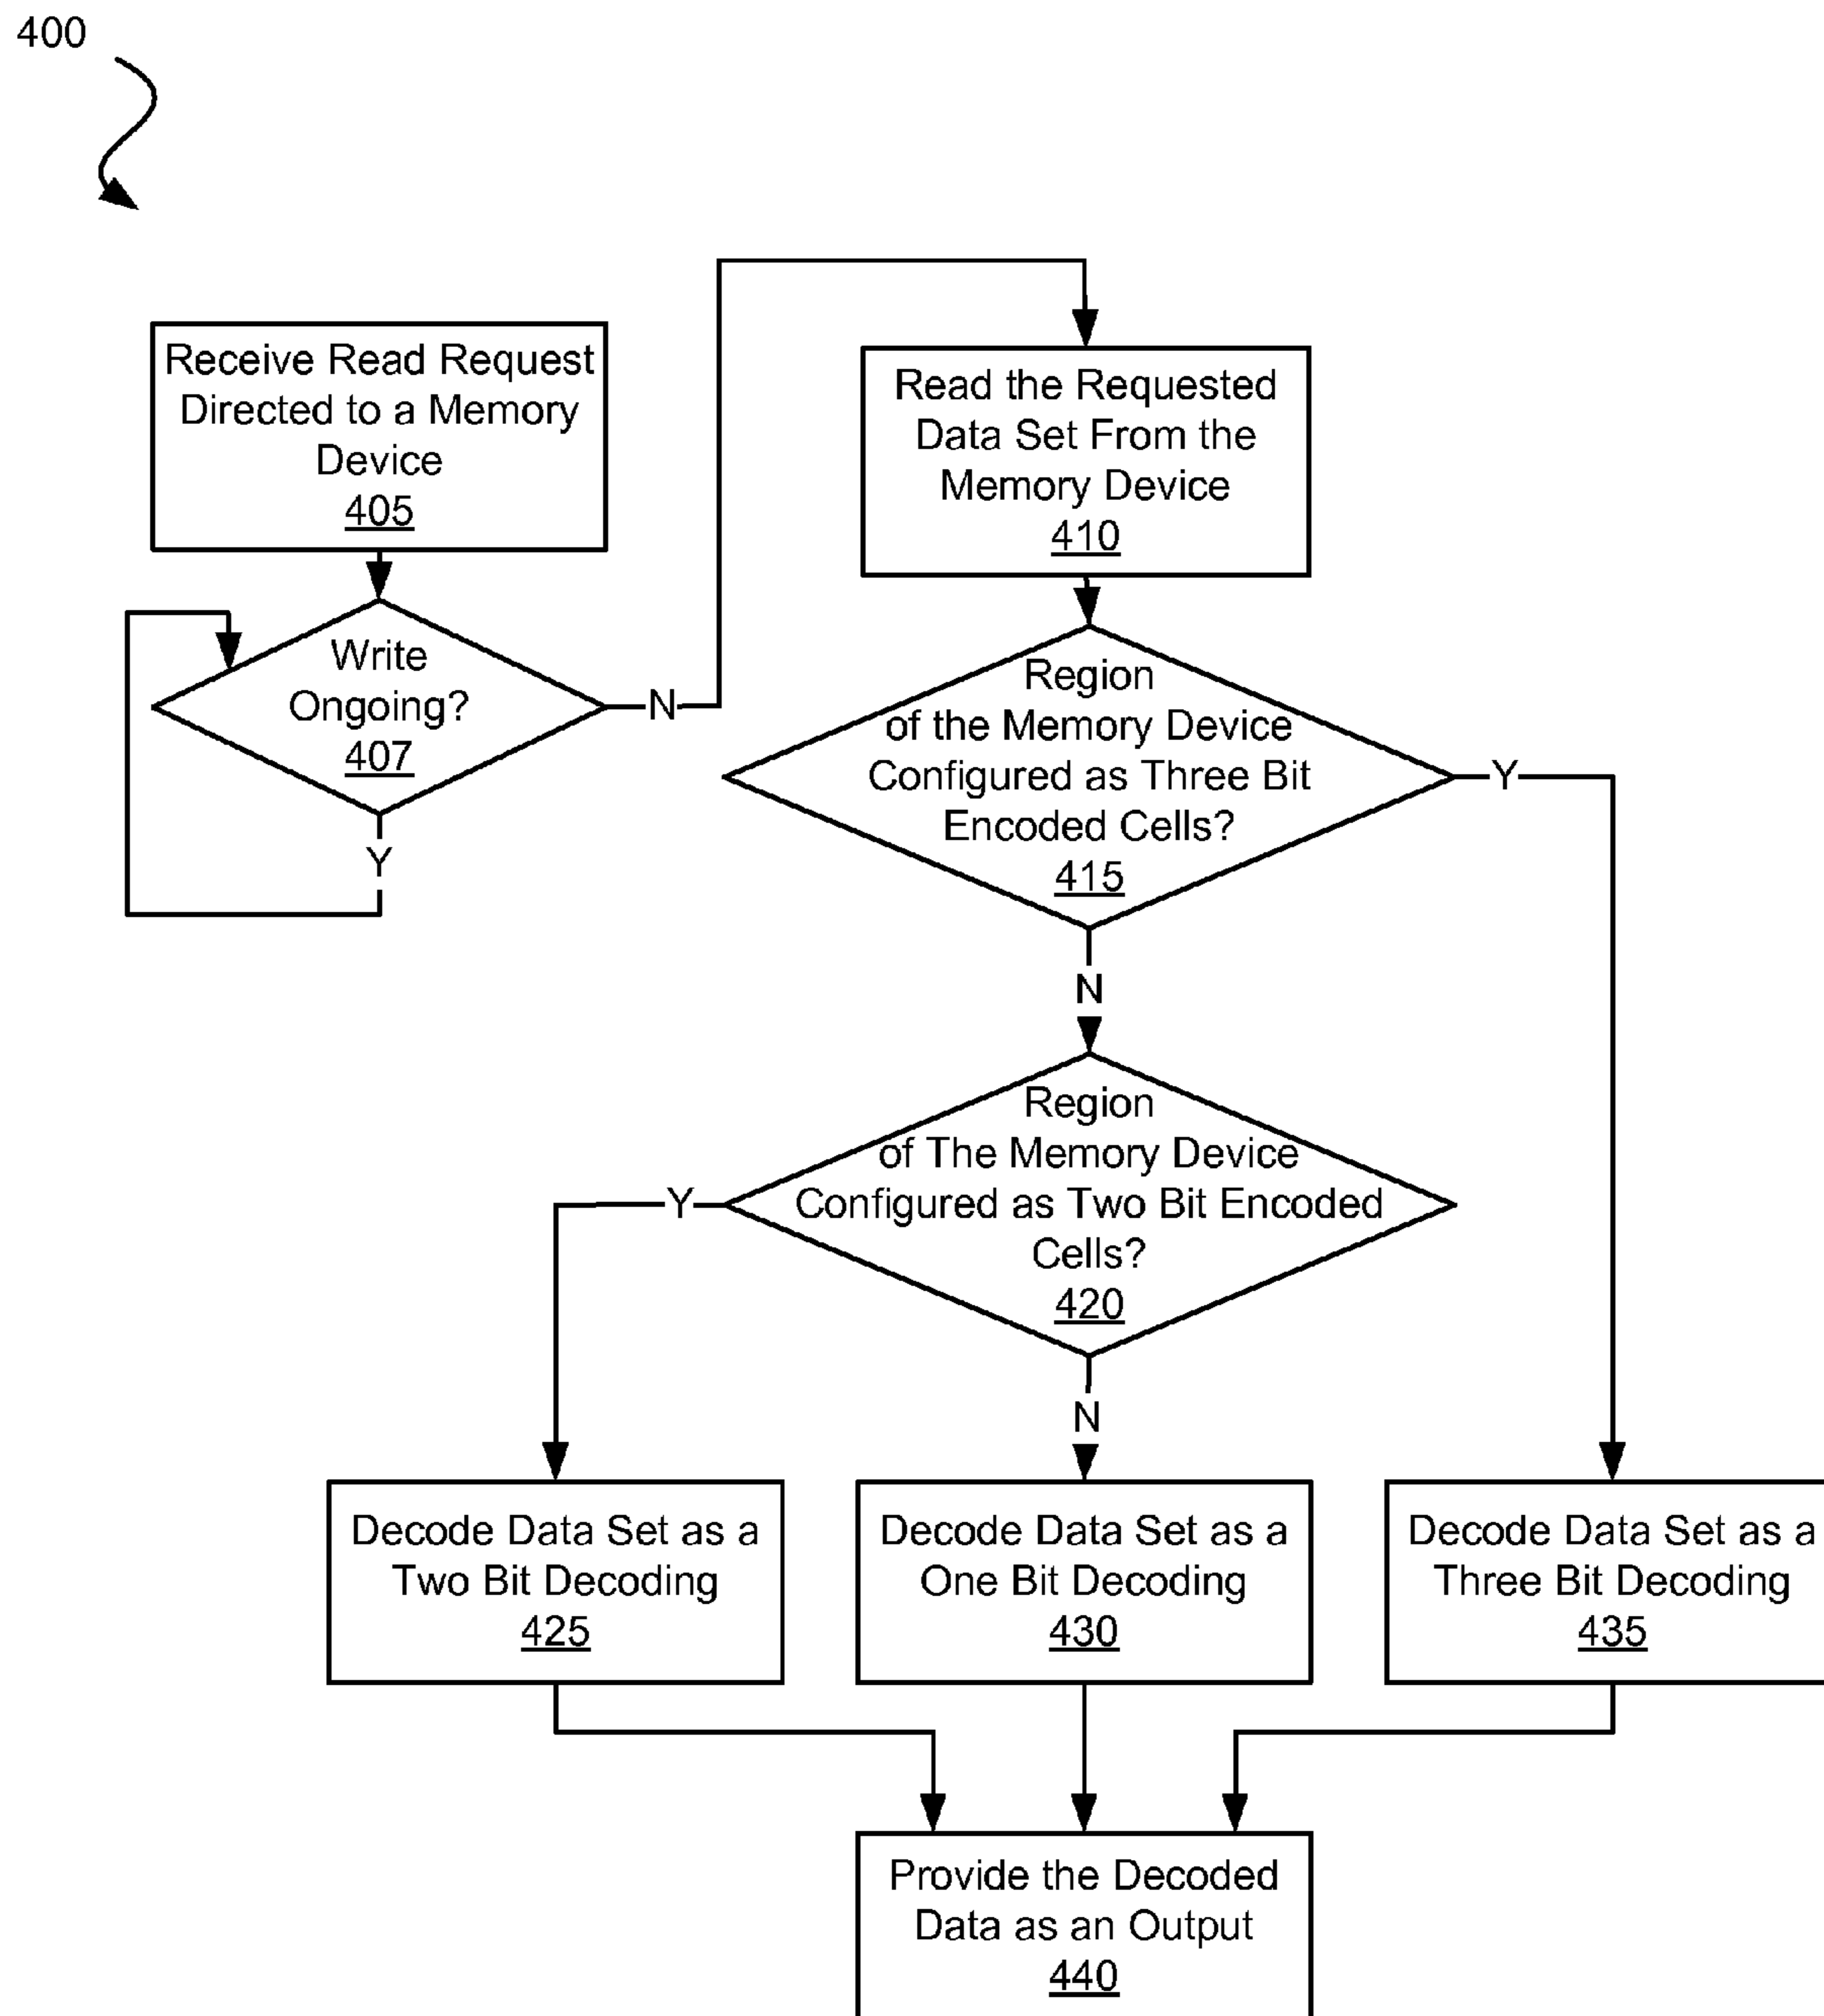 400
Receive Read Request
Directed to a Memory
Device
405
Write
Ongoing?
407
N
Y
Read the Requested
Data Set From the
Memory Device
410
Region
of the Memory Device
Configured as Three Bit
Encoded Cells?
415
Y
N
Region
of The Memory Device
Configured as Two Bit Encoded
Cells?
420
Y
N
Decode Data Set as a
Two Bit Decoding
425
Decode Data Set as a
One Bit Decoding
430
Decode Data Set as a
Three Bit Decoding
435
Provide the Decoded
Data as an Output
440